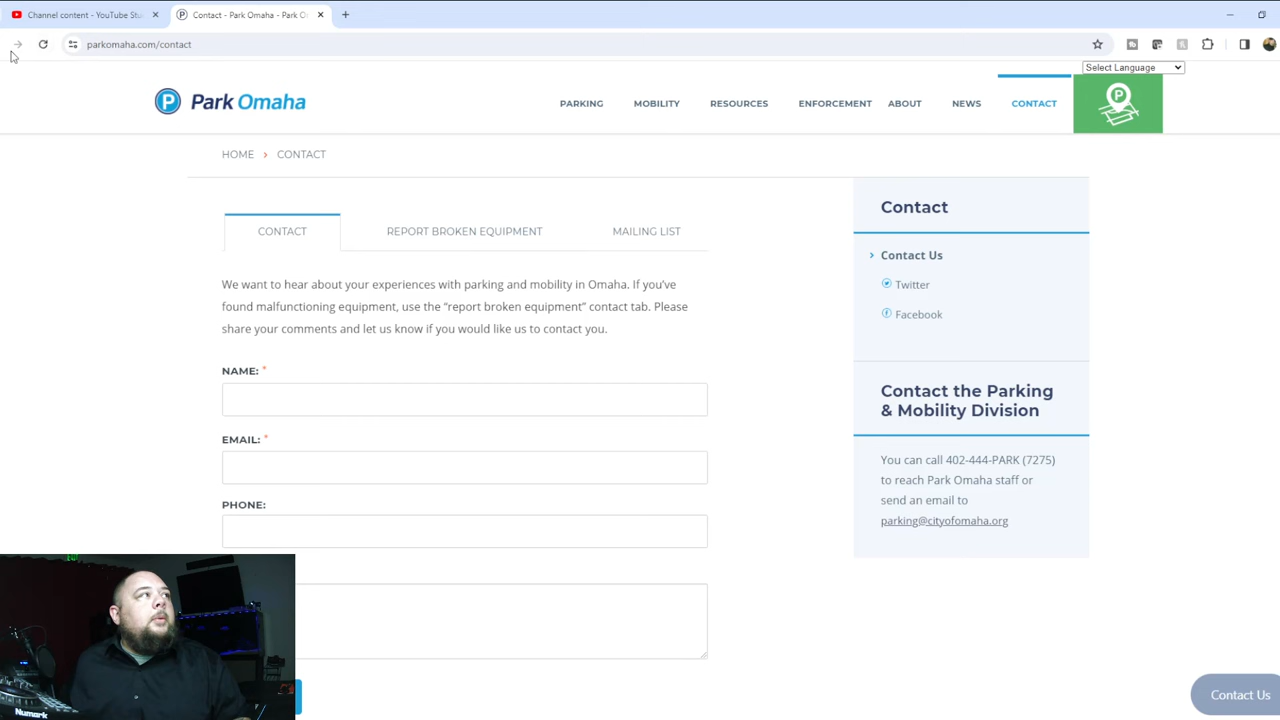 Channel content - YouTube Stu
Contact - Park Omaha - Park O
parkomaha.com/contact
Select Language
Park Omaha
PARKING
MOBILITY
RESOURCES
ENFORCEMENT
ABOUT
NEWS
CONTACT
HOME > CONTACT
CONTACT
REPORT BROKEN EQUIPMENT
MAILING LIST
We want to hear about your experiences with parking and mobility in Omaha. If you've
found malfunctioning equipment, use the "report broken equipment" contact tab. Please
share your comments and let us know if you would like us to contact you.
NAME: *
EMAIL: *
PHONE:
Contact
Contact Us
Twitter
Facebook
Contact the Parking
& Mobility Division
You can call 402-444-PARK (7275)
to reach Park Omaha staff or
send an email to
parking@cityofomaha.org
Numark
Contact Us